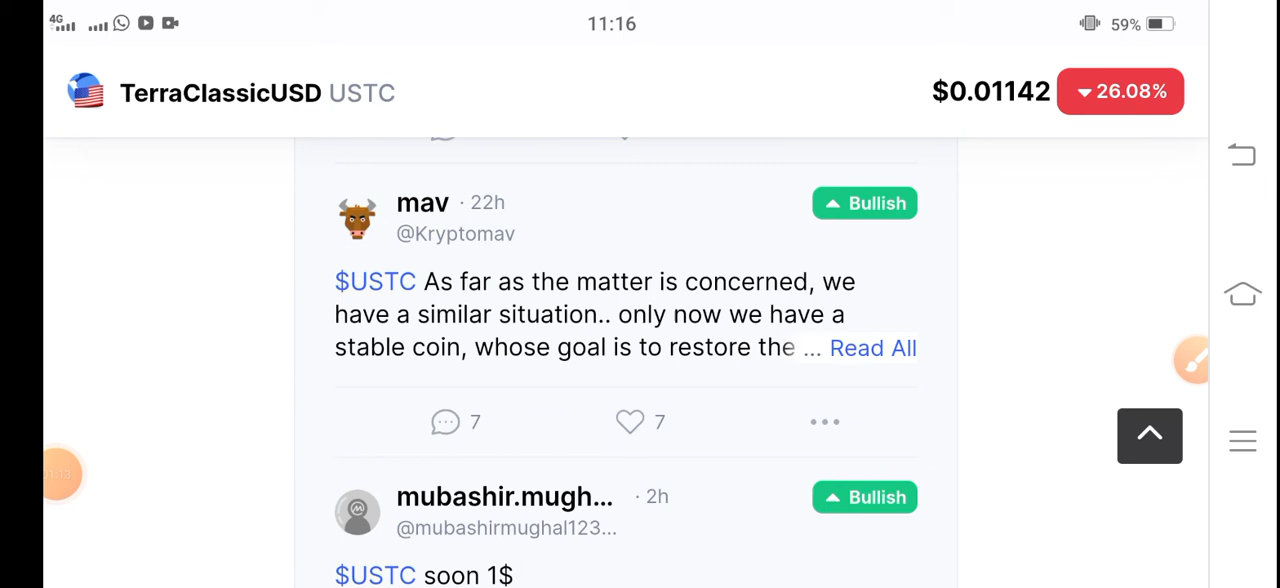 4G
11:16
59%
TerraClassicUSD USTC
$0.01142
26.08%
mav · 22h
Bullish
@Kryptomav
$USTC As far as the matter is concerned, we
have a similar situation.. only now we have a
stable coin, whose goal is to restore the ... Read All
7
7
mubashir.mugh... · 2h
Bullish
@mubashirmughal123...
$USTC soon 1$